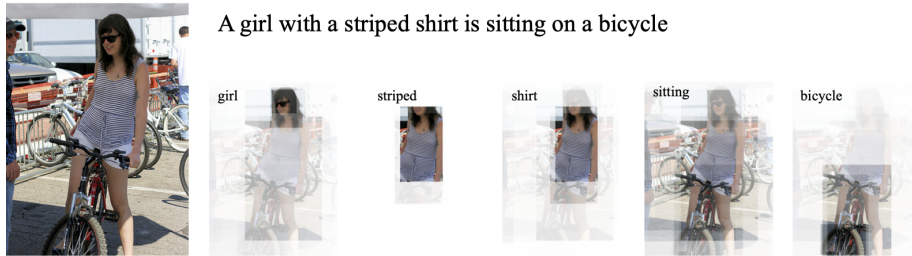 A girl with a striped shirt is sitting on a bicycle
girl
striped
shirt
sitting
bicycle